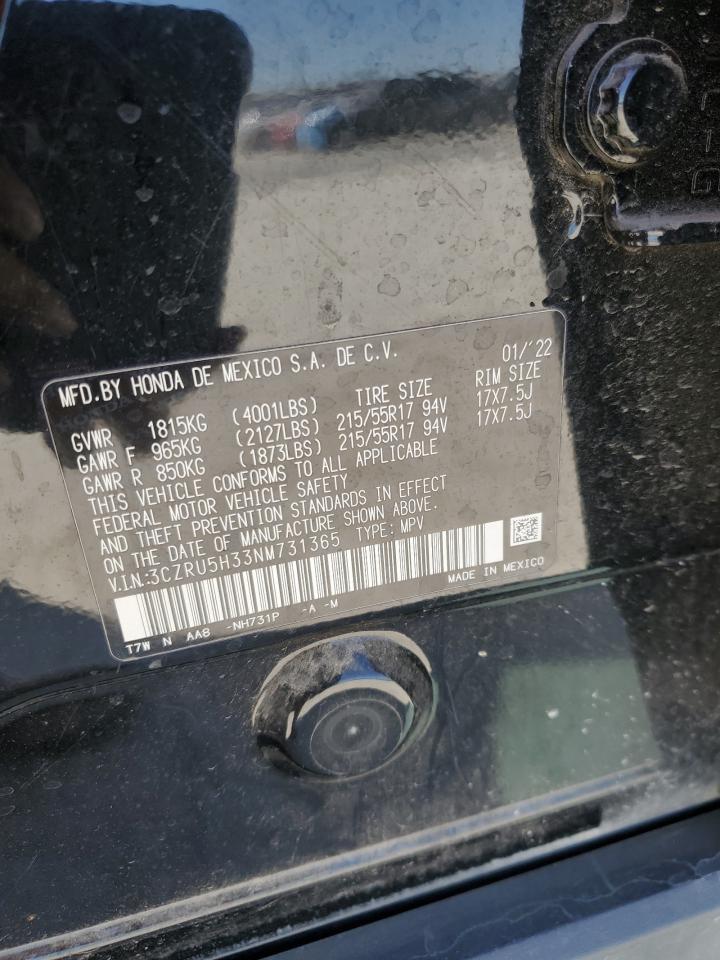 MFD. BY HONDA DE MEXICO S.A. DE C.V. 01/'22
GVWR 1815KG (4001LBS) TIRE SIZE RIM SIZE
GAWR F 965KG (2127LBS) 215/55R17 94V 17X7.5J
GAWR R 850KG (1873LBS) 215/55R17 94V 17X7.5J
THIS VEHICLE CONFORMS TO ALL APPLICABLE
FEDERAL MOTOR VEHICLE SAFETY
AND THEFT PREVENTION STANDARDS IN EFFECT
ON THE DATE OF MANUFACTURE SHOWN ABOVE.
V.I.N.:3CZRU5H33NM731365 TYPE: MPV
T7W N AA8 -NH731P -A -M MADE IN MEXICO